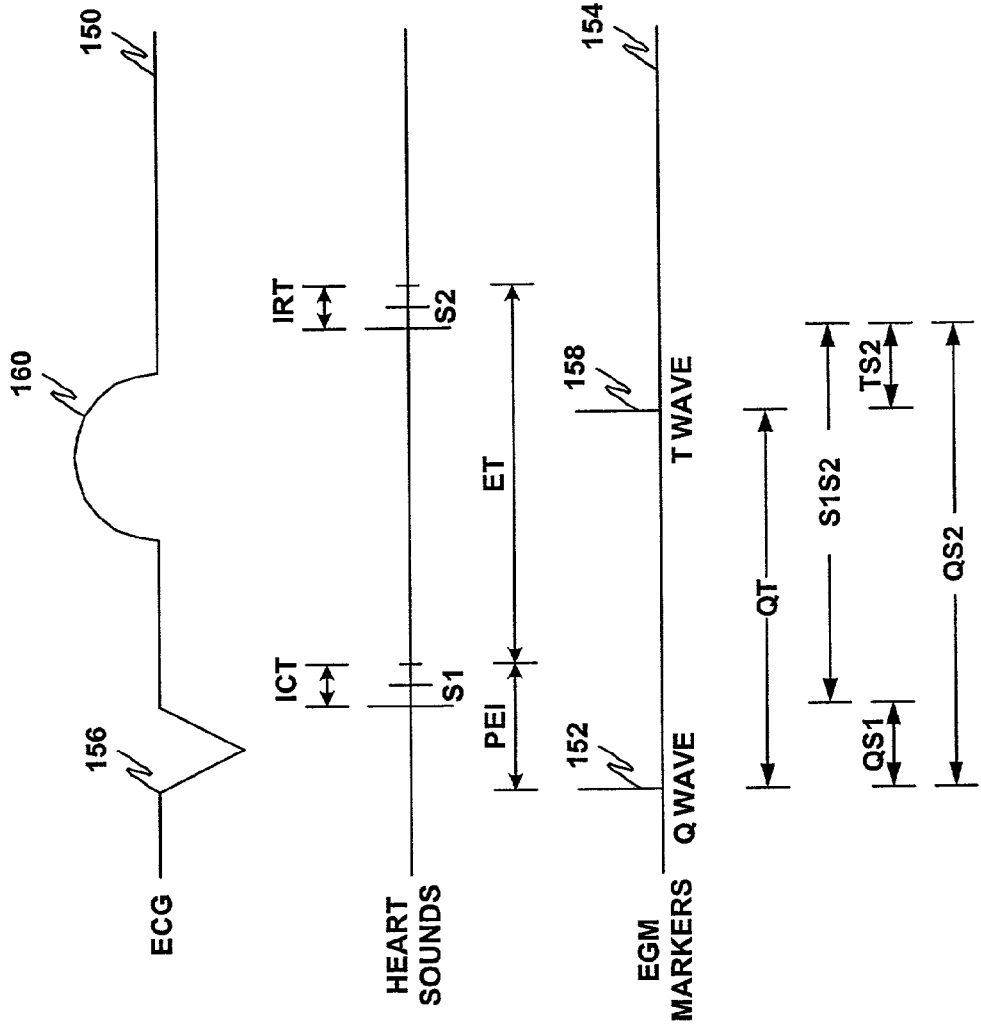 ECG
156
160
150
HEART
SOUNDS
ICT
S1
IRT
S2
PEI
ET
EGM
MARKERS
152
Q WAVE
158
T WAVE
154
QT
S1S2
QS1
TS2
QS2